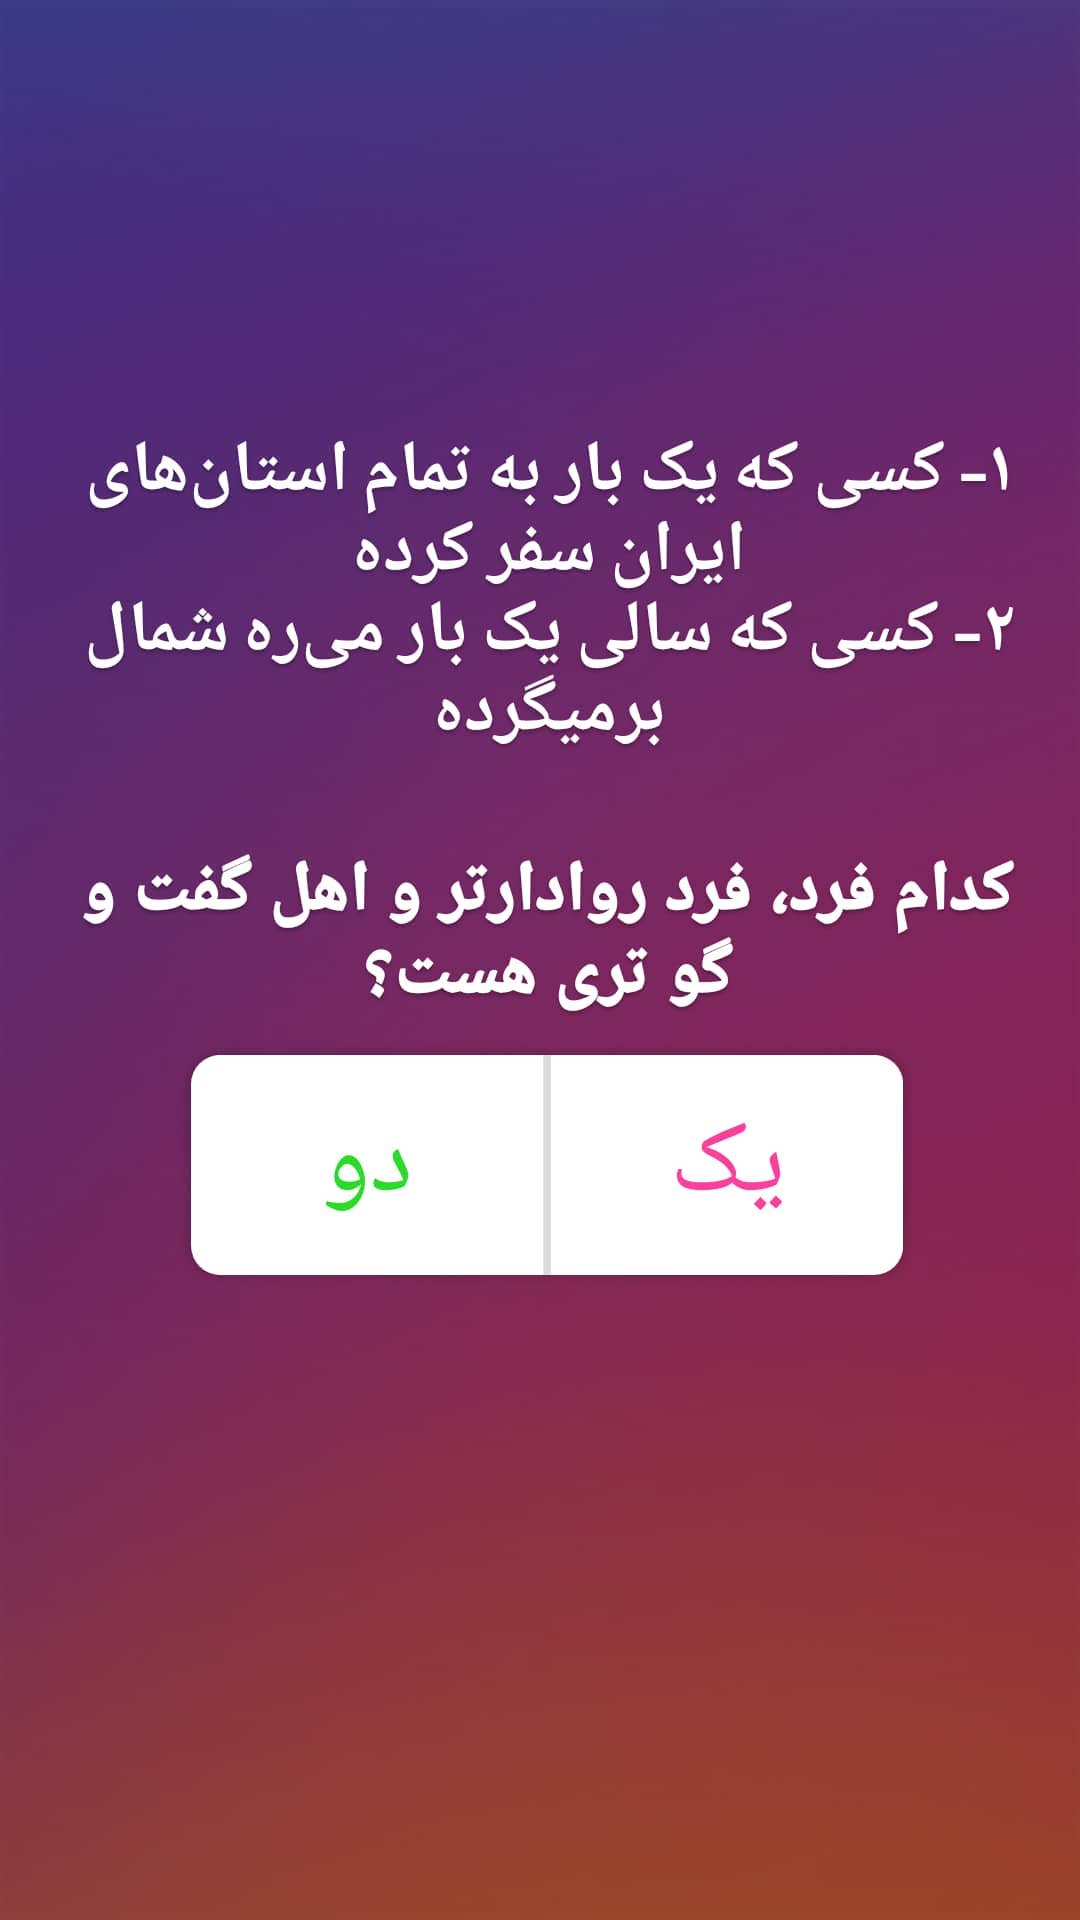 ۱- کسی که یک بار به تمام استان‌های
ایران سفر کرده
۲- کسی که سالی یک بار می‌ره شمال
برمیگرده
کدام فرد، فرد روادارتر و اهل گفت و
گو تری هست؟
یک
دو